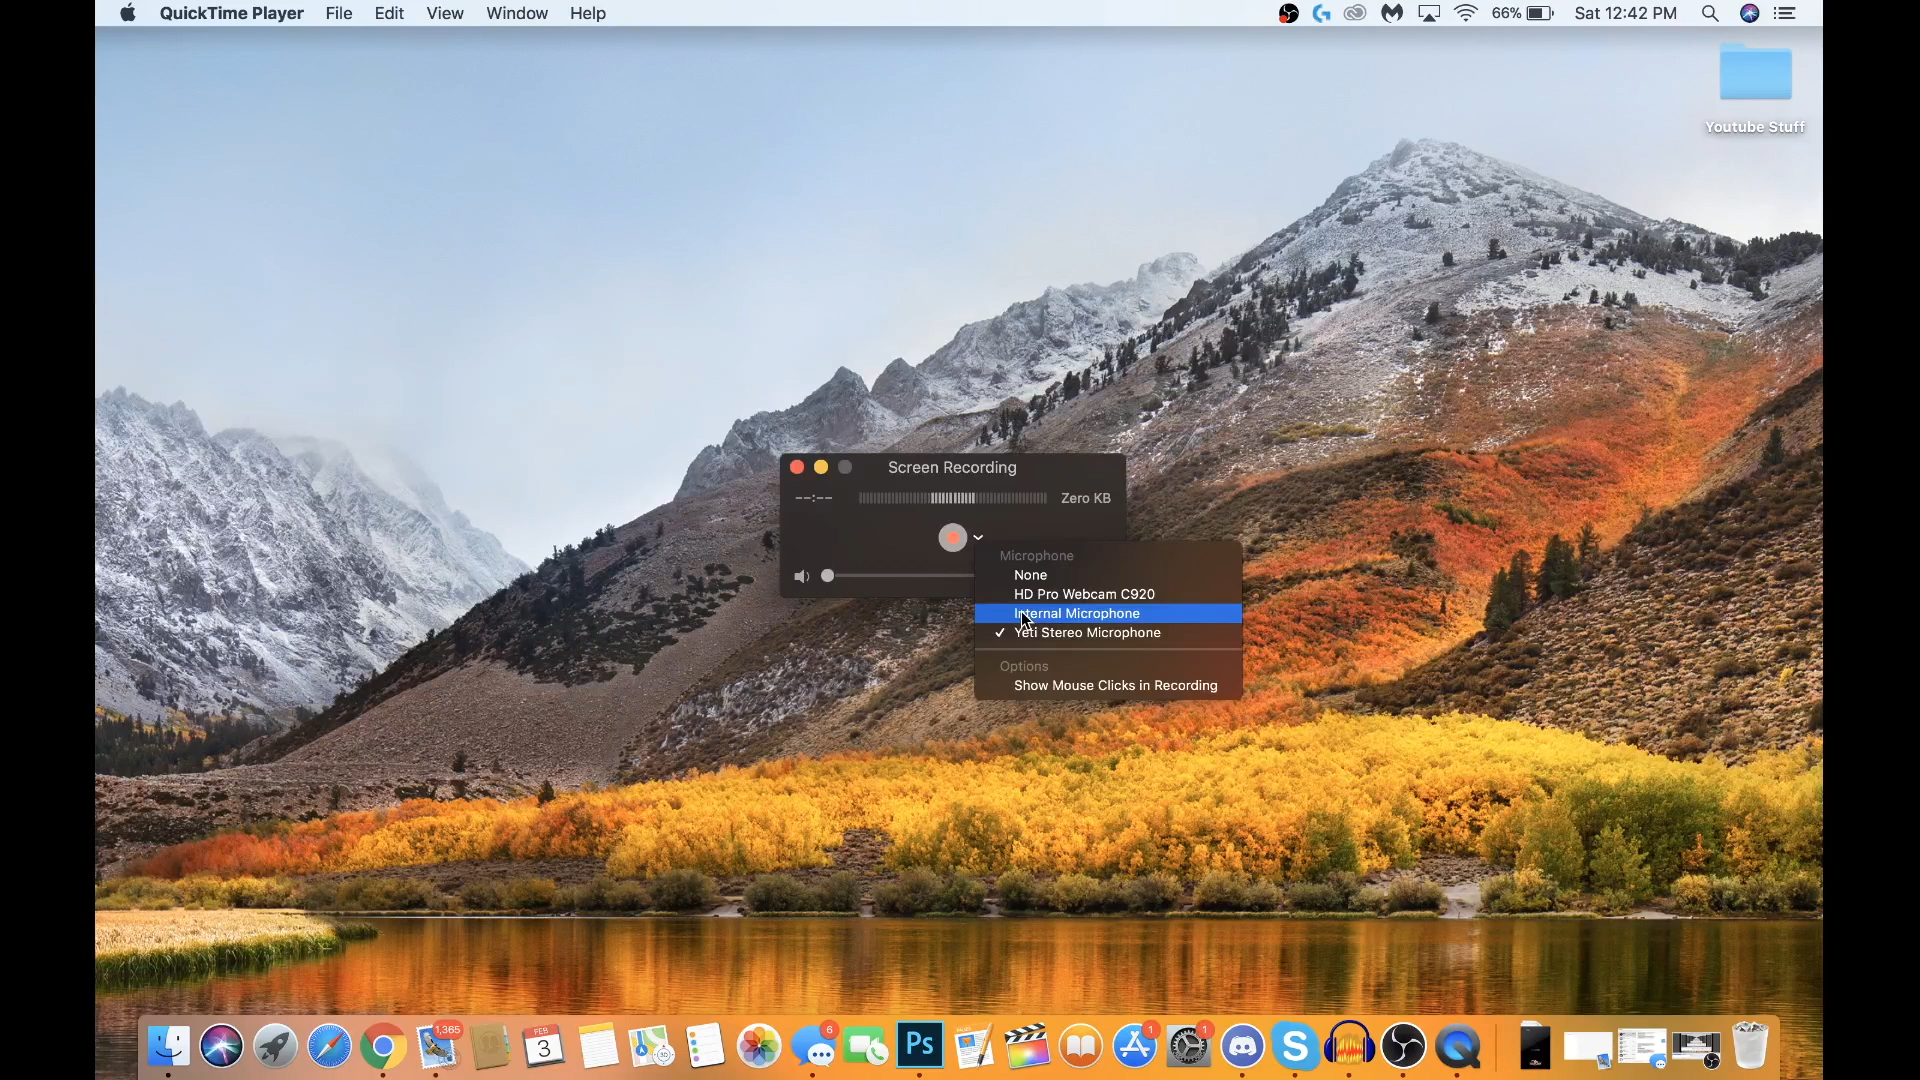 QuickTime Player File Edit View Window Help 66% Sat 12:42 PM
Youtube Stuff
Screen Recording
--:-- Zero KB
Microphone
None
HD Pro Webcam C920
Internal Microphone
✓ Yeti Stereo Microphone
Options
Show Mouse Clicks in Recording
1,365 FEB 3 6 Ps 1 1